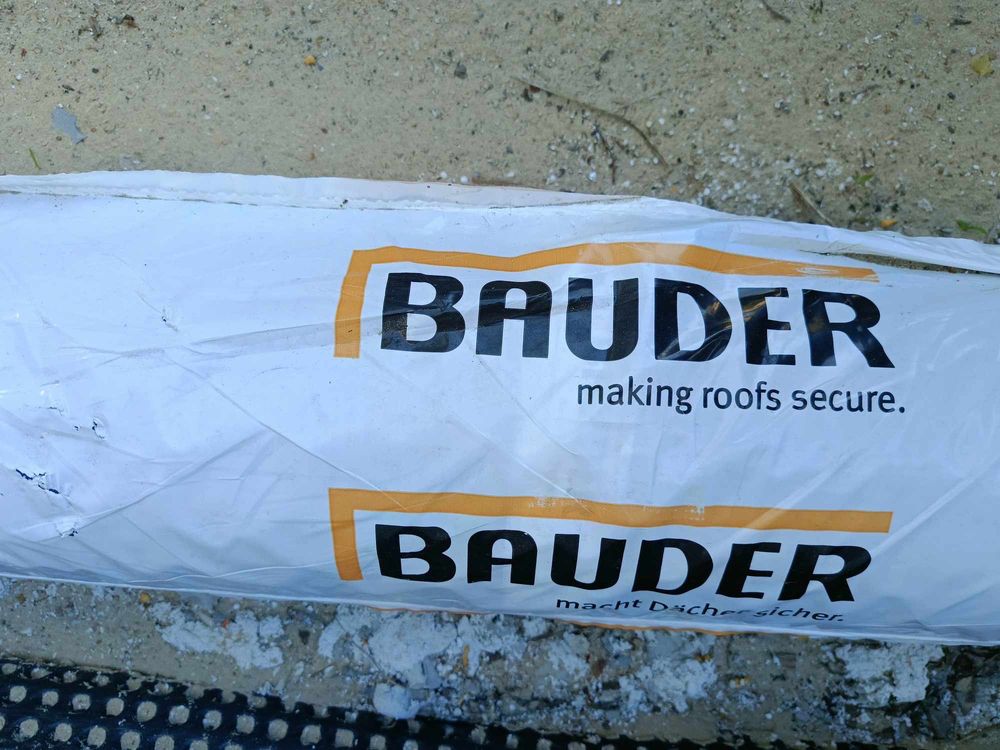 BAUDER
making roofs secure.
BAUDER
macht Dächer sicher.